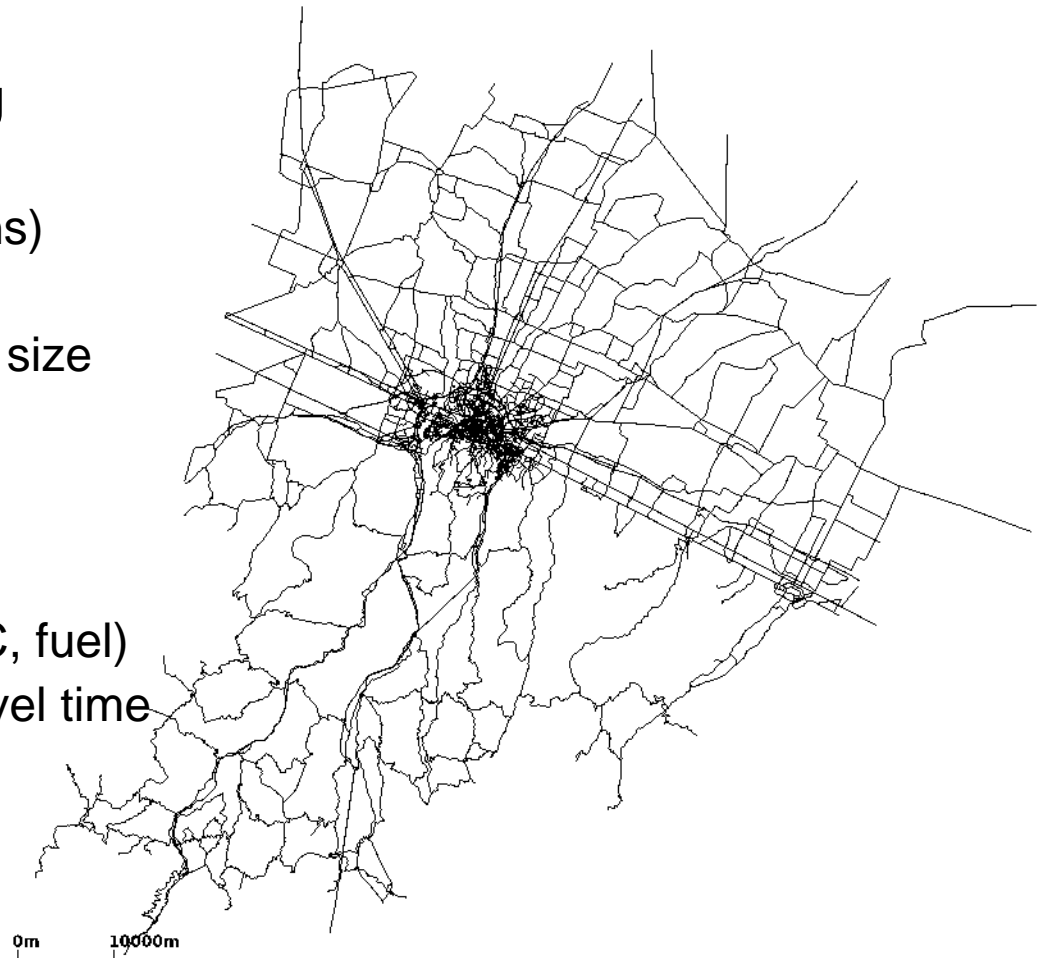 ns)
size
, fuel)
vel time
0m 10000m